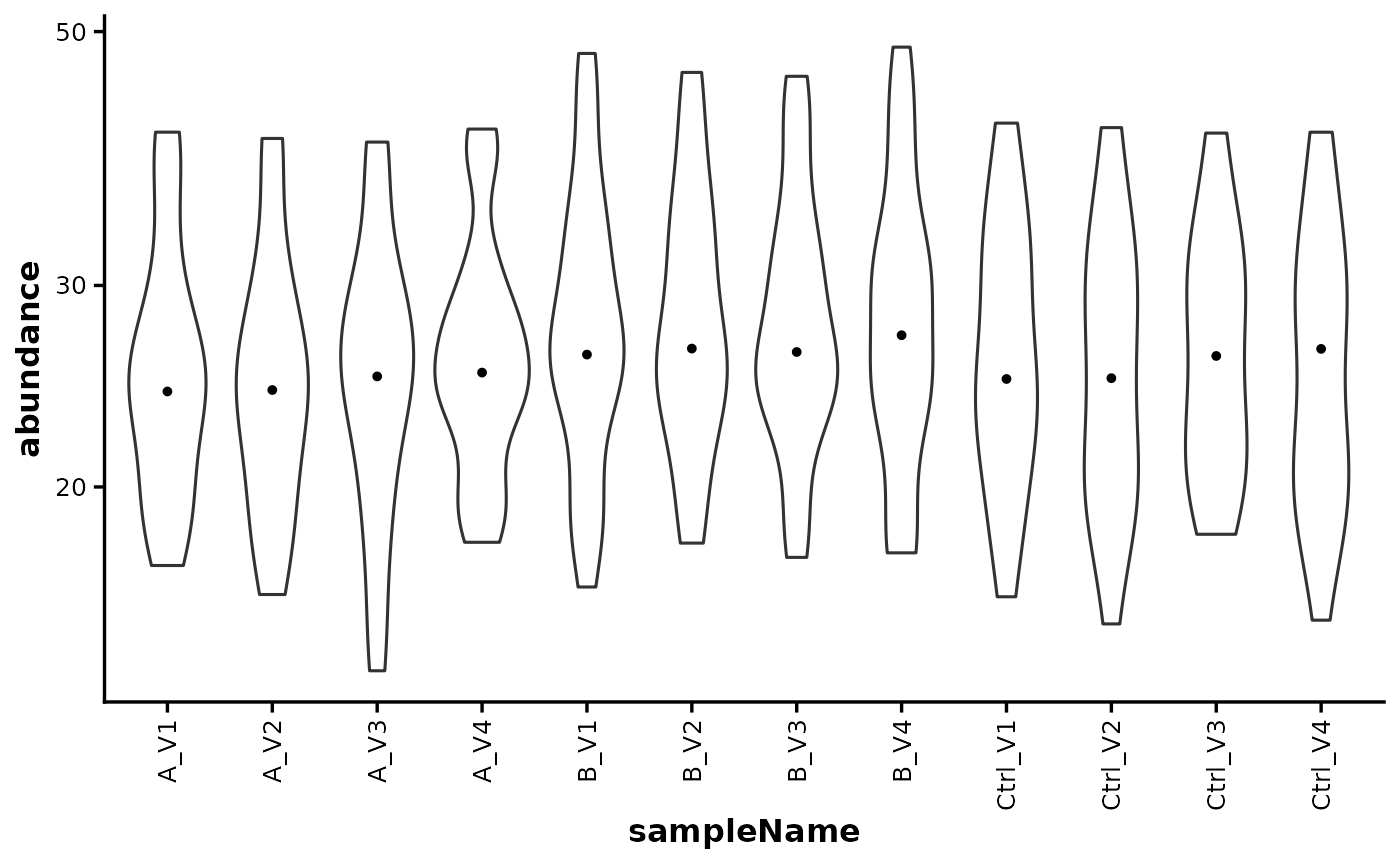 abundance
50
30
20
A_V1
A_V2
A_V3
A_V4
B_V1
B_V2
B_V3
B_V4
Ctrl_V1
Ctrl_V2
Ctrl_V3
Ctrl_V4
sampleName